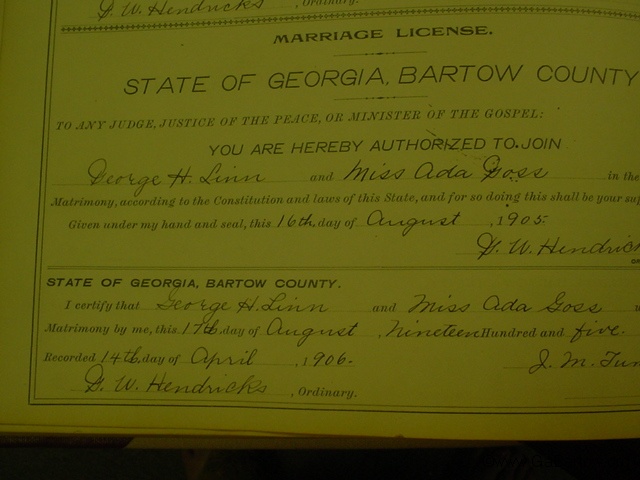 G. W. Hendricks, Ordinary.
MARRIAGE LICENSE.
STATE OF GEORGIA, BARTOW COUNTY
TO ANY JUDGE, JUSTICE OF THE PEACE, OR MINISTER OF THE GOSPEL:
YOU ARE HEREBY AUTHORIZED TO JOIN
George H. Linn and Miss Ada Goss in the
Matrimony, according to the Constitution and laws of this State, and for so doing this shall be your
Given under my hand and seal, this 16th day of August, 1905.
G. W. Hendrick
STATE OF GEORGIA, BARTOW COUNTY.
I certify that George H. Linn and Miss Ada Goss
Matrimony by me, this 17th day of August, Nineteen Hundred and five.
Recorded 14th day of April, 1906. J. M.
G. W. Hendricks, Ordinary.